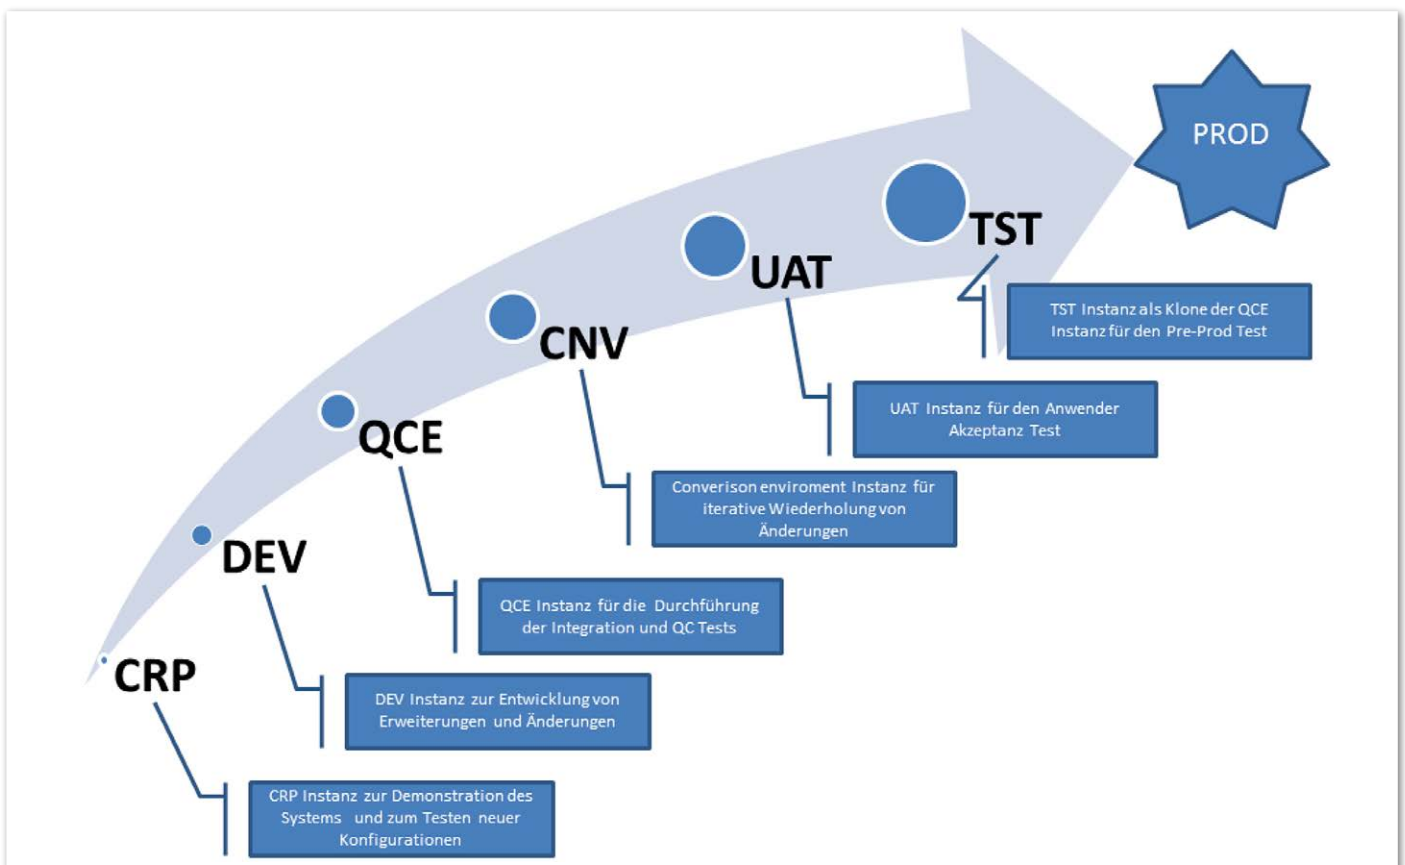 PROD
TST
TST Instanz als Klone der QCE
Instanz für den Pre-Prod Test
UAT
UAT Instanz für den Anwender
Akzeptanz Test
CNV
Converison enviroment Instanz für
iterative Wiederholung von
Änderungen
QCE
QCE Instanz für die Durchführung
der Integration und QC Tests
DEV
DEV Instanz zur Entwicklung von
Erweiterungen und Änderungen
CRP
CRP Instanz zur Demonstration des
Systems und zum Testen neuer
Konfigurationen